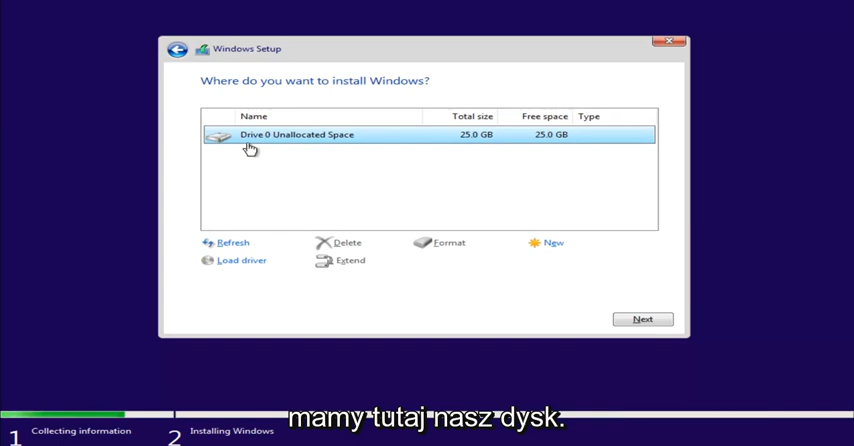 Windows Setup
Where do you want to install Windows?
Name Total size Free space Type
Drive 0 Unallocated Space 25.0 GB 25.0 GB
Refresh Delete Format New
Load driver Extend
Next
mamy tutaj nasz dysk.
1 Collecting information 2 Installing Windows